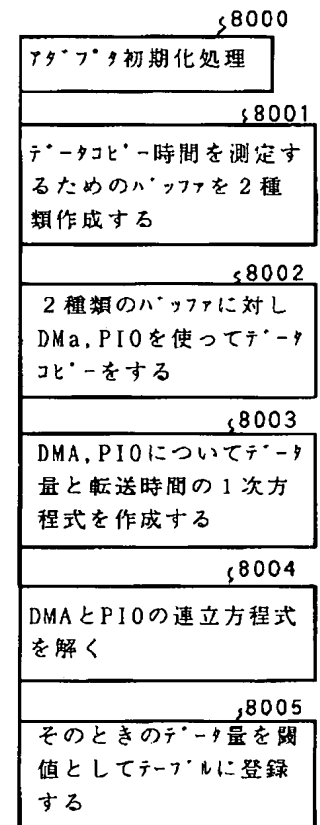 8000
ｱﾀﾞﾌﾟﾀ初期化処理
8001
ﾃﾞｰﾀｺﾋﾟｰ時間を測定す
るためのﾊﾞｯﾌｧを２種
類作成する
8002
２種類のﾊﾞｯﾌｧに対し
DMa,PIOを使ってﾃﾞｰﾀ
ｺﾋﾟｰをする
8003
DMA,PIOについてﾃﾞｰﾀ
量と転送時間の１次方
程式を作成する
8004
DMAとPIOの連立方程式
を解く
8005
そのときのﾃﾞｰﾀ量を閾
値としてﾃｰﾌﾞﾙに登録
する